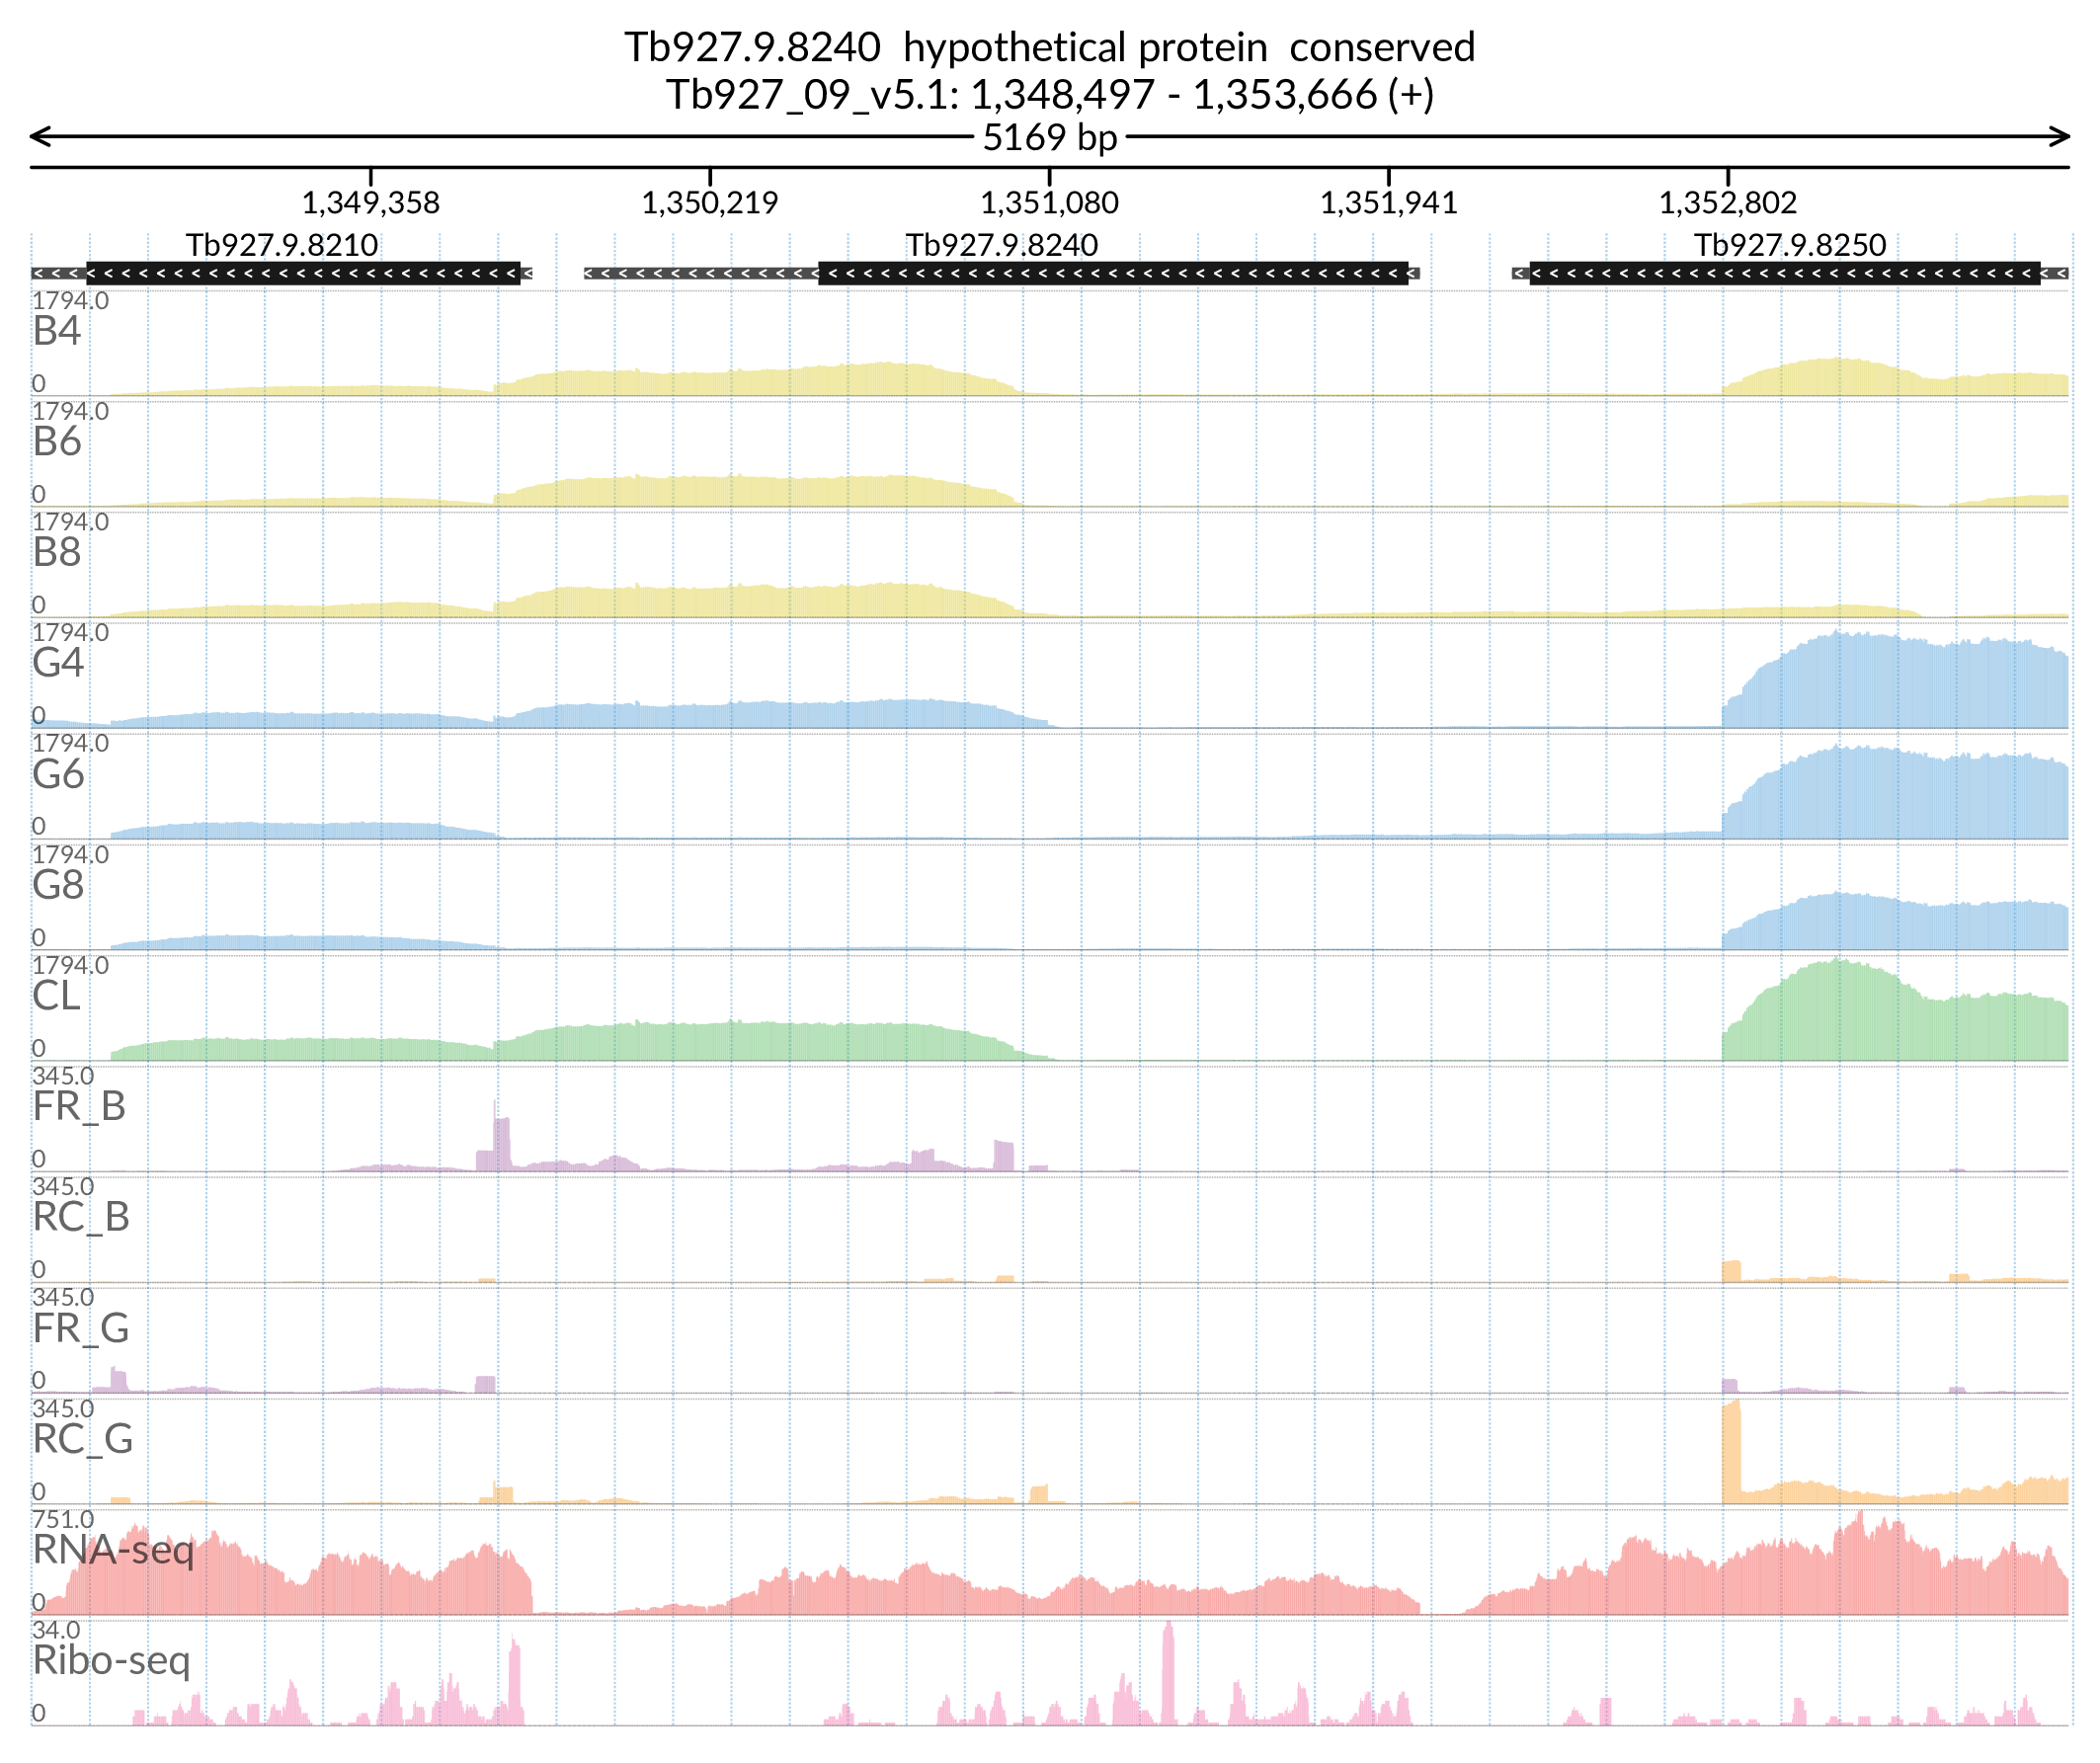 Tb927.9.8240 hypothetical protein conserved
Tb927_09_v5.1: 1,348,497 - 1,353,666 (+)
5169 bp
1,349,358 1,350,219 1,351,080 1,351,941 1,352,802
Tb927.9.8210 Tb927.9.8240 Tb927.9.8250
1794.0
B4
0
1794.0
B6
0
1794.0
B8
0
1794.0
G4
0
1794.0
G6
0
1794.0
G8
0
1794.0
CL
0
345.0
FR_B
0
345.0
RC_B
0
345.0
FR_G
0
345.0
RC_G
0
751.0
RNA-seq
0
34.0
Ribo-seq
0